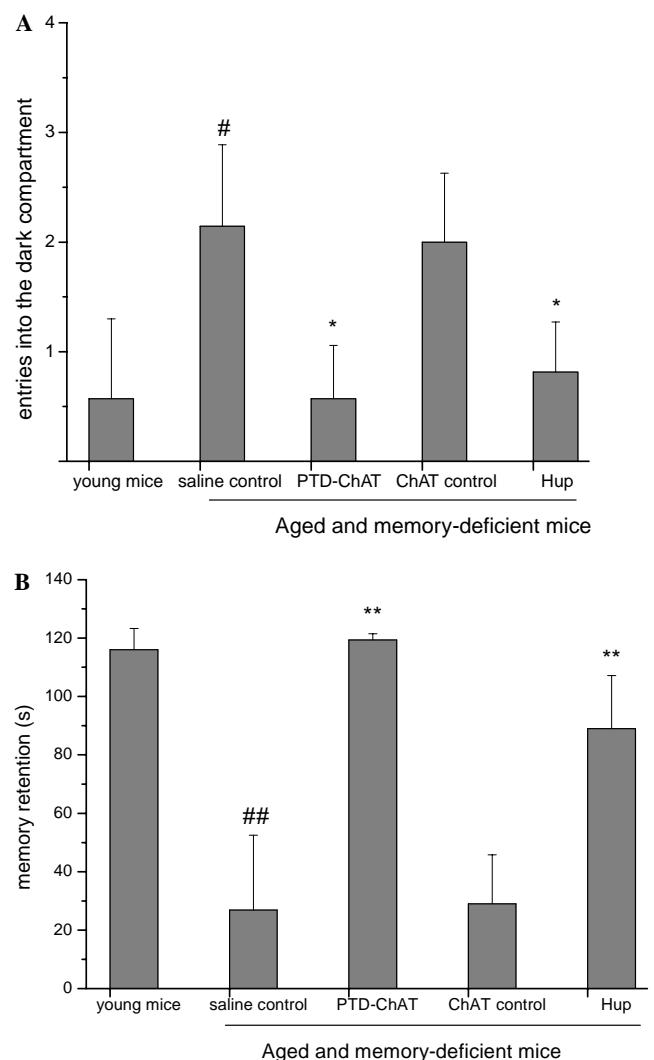 A
4
3
2
1
entries into the dark compartment
#
*
*
young mice saline control PTD-ChAT ChAT control Hup
Aged and memory-deficient mice
B
140
120
100
80
60
40
20
0
memory retention (s)
##
**
**
young mice saline control PTD-ChAT ChAT control Hup
Aged and memory-deficient mice